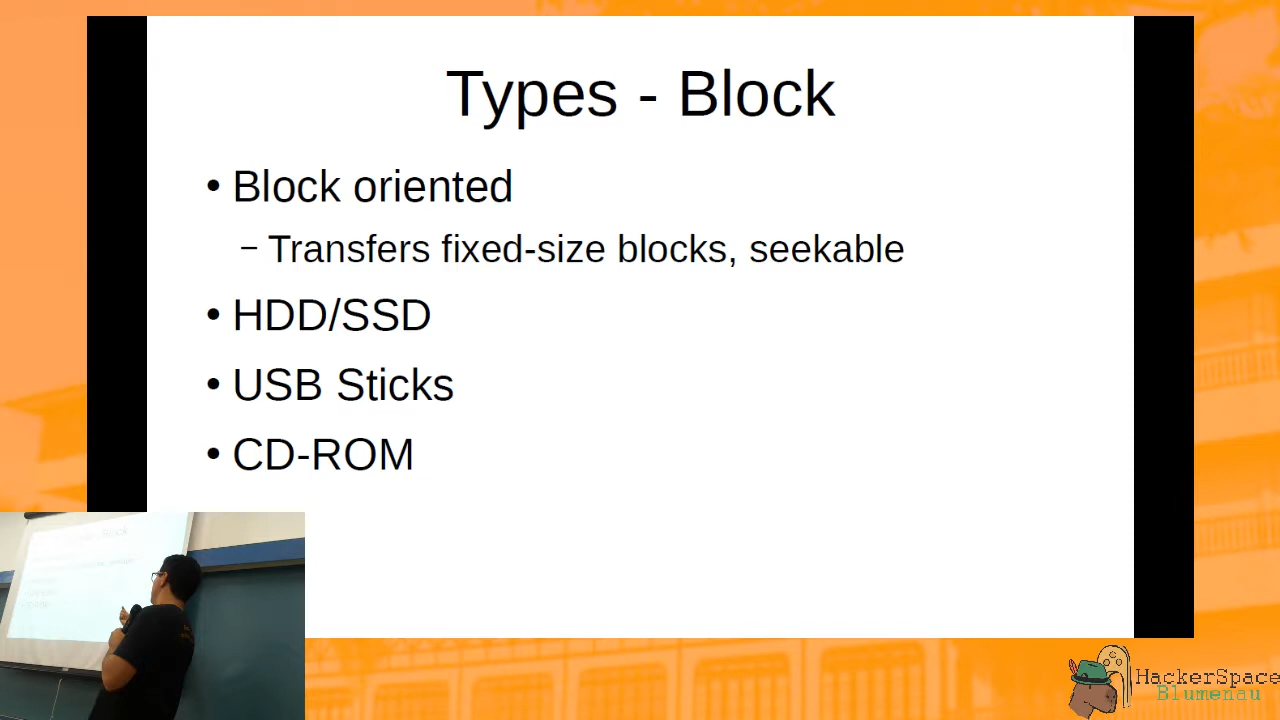 Types - Block
• Block oriented
– Transfers fixed-size blocks, seekable
• HDD/SSD
• USB Sticks
• CD-ROM
HackerSpace
Blumenau